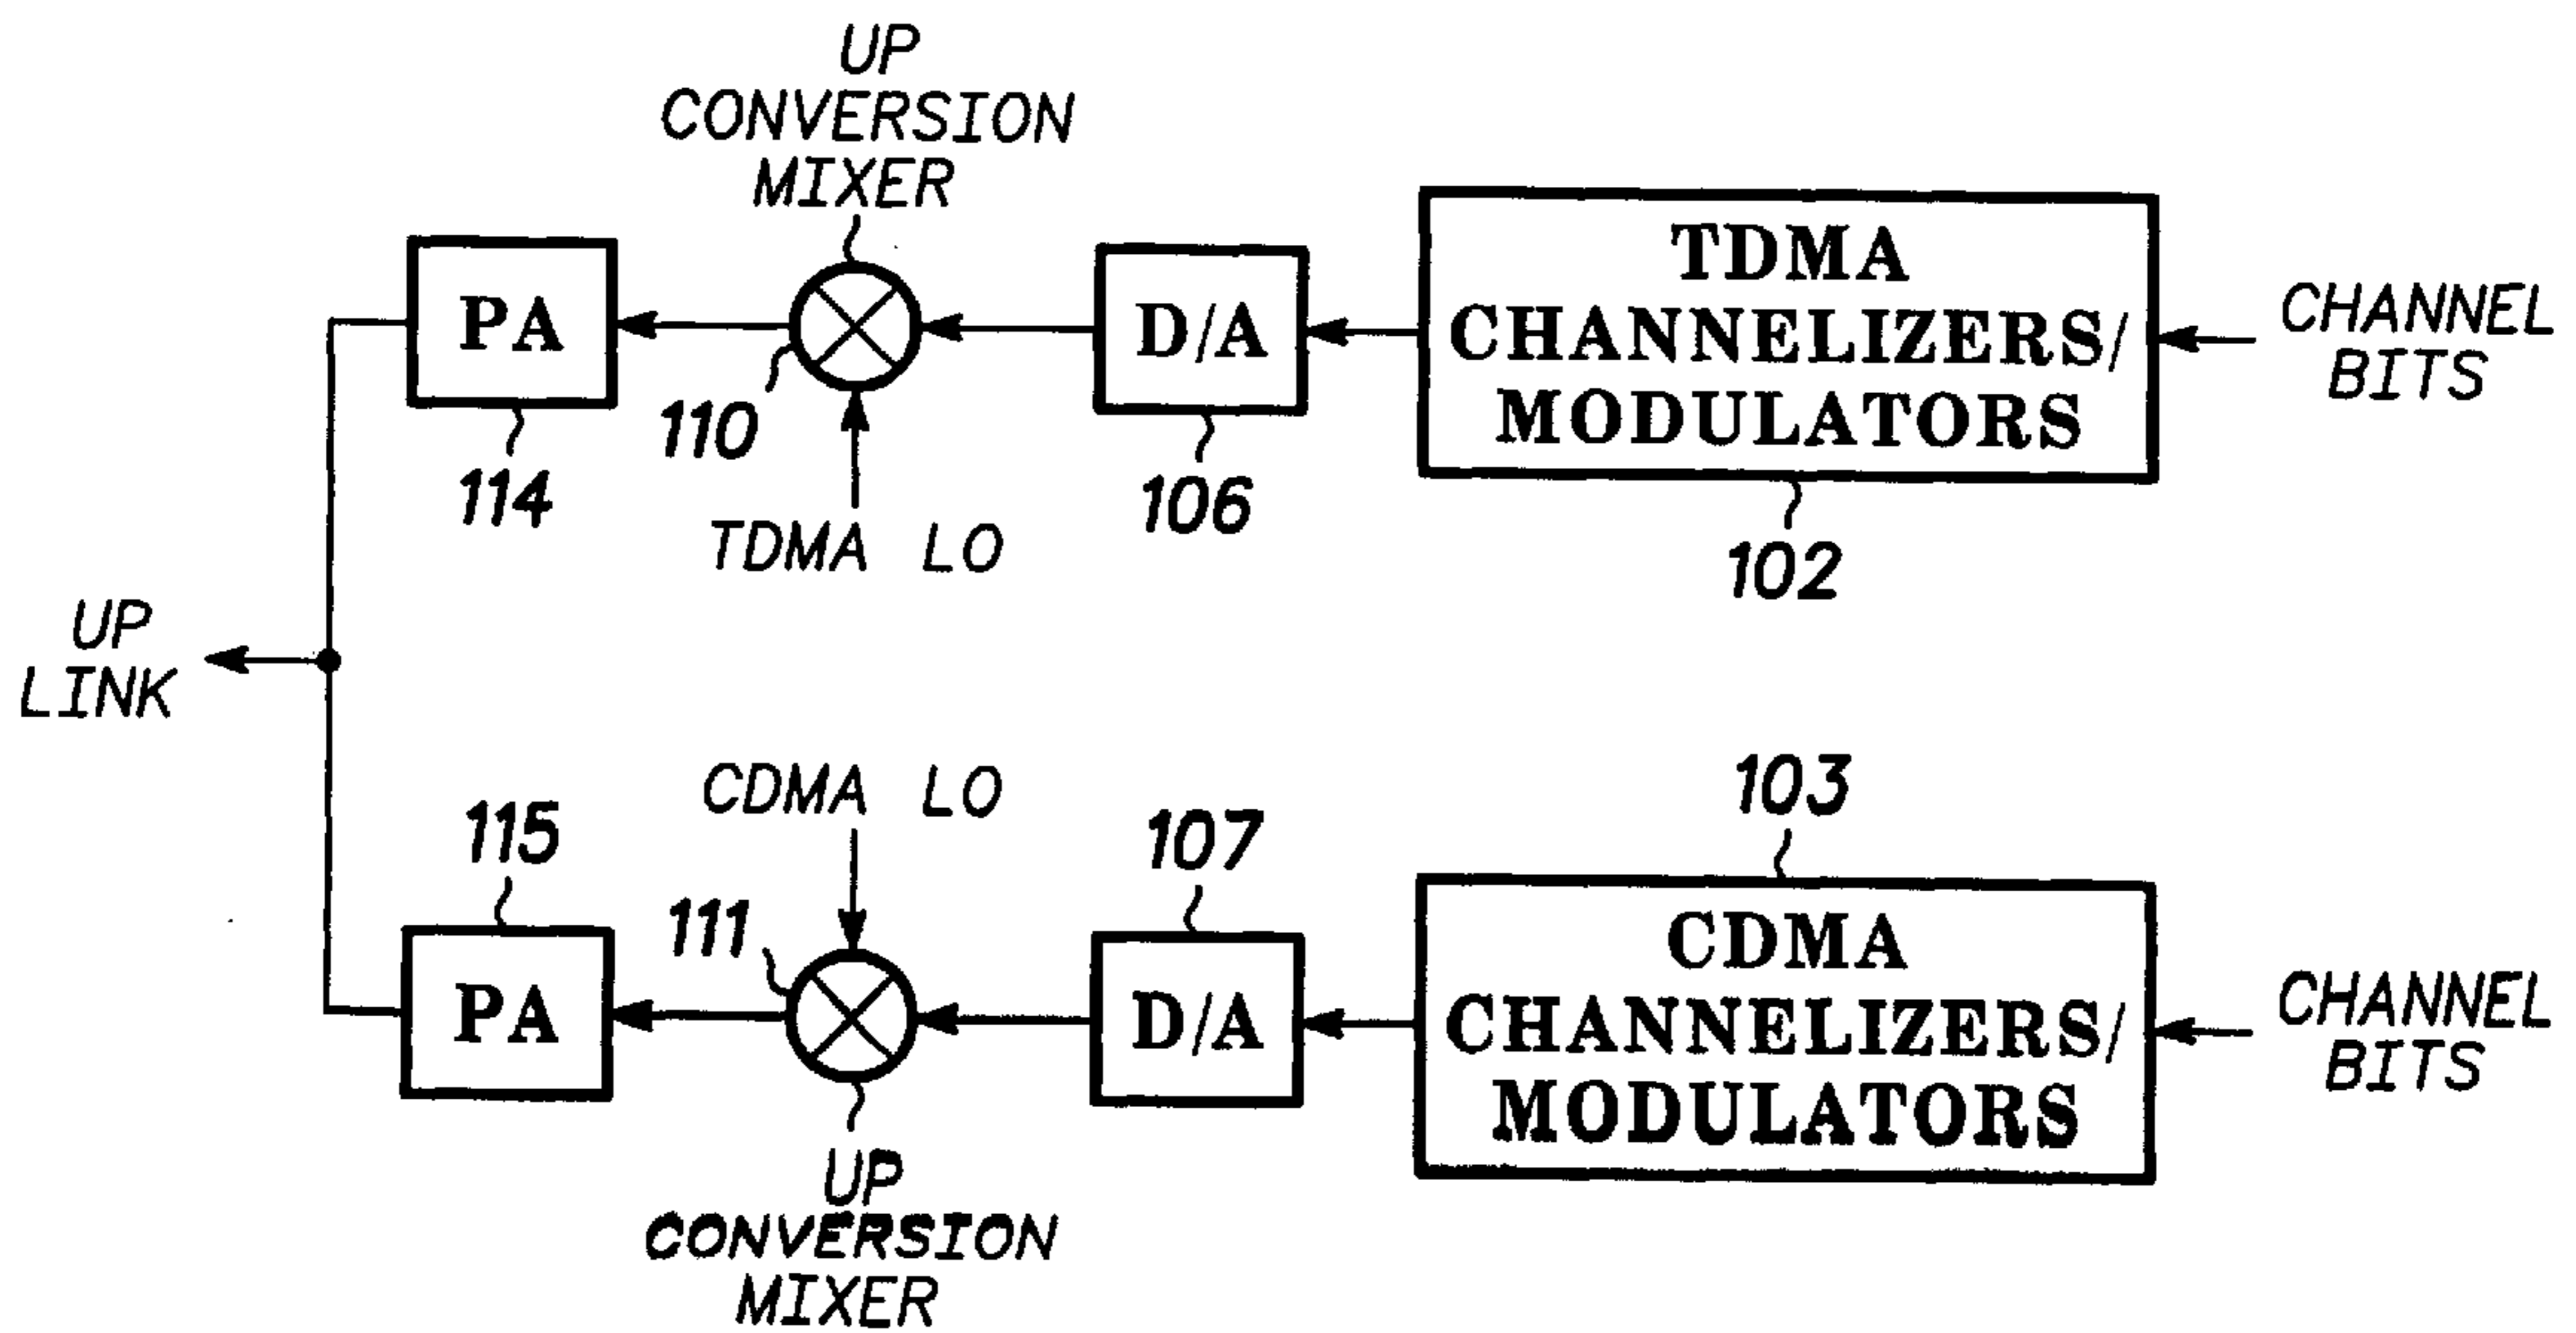 UP
CONVERSION
MIXER
PA
D/A
TDMA
CHANNELIZERS/
MODULATORS
CHANNEL
BITS
110
114
106
TDMA LO
102
UP
LINK
CDMA LO
103
115
107
111
PA
D/A
CDMA
CHANNELIZERS/
MODULATORS
CHANNEL
BITS
UP
CONVERSION
MIXER